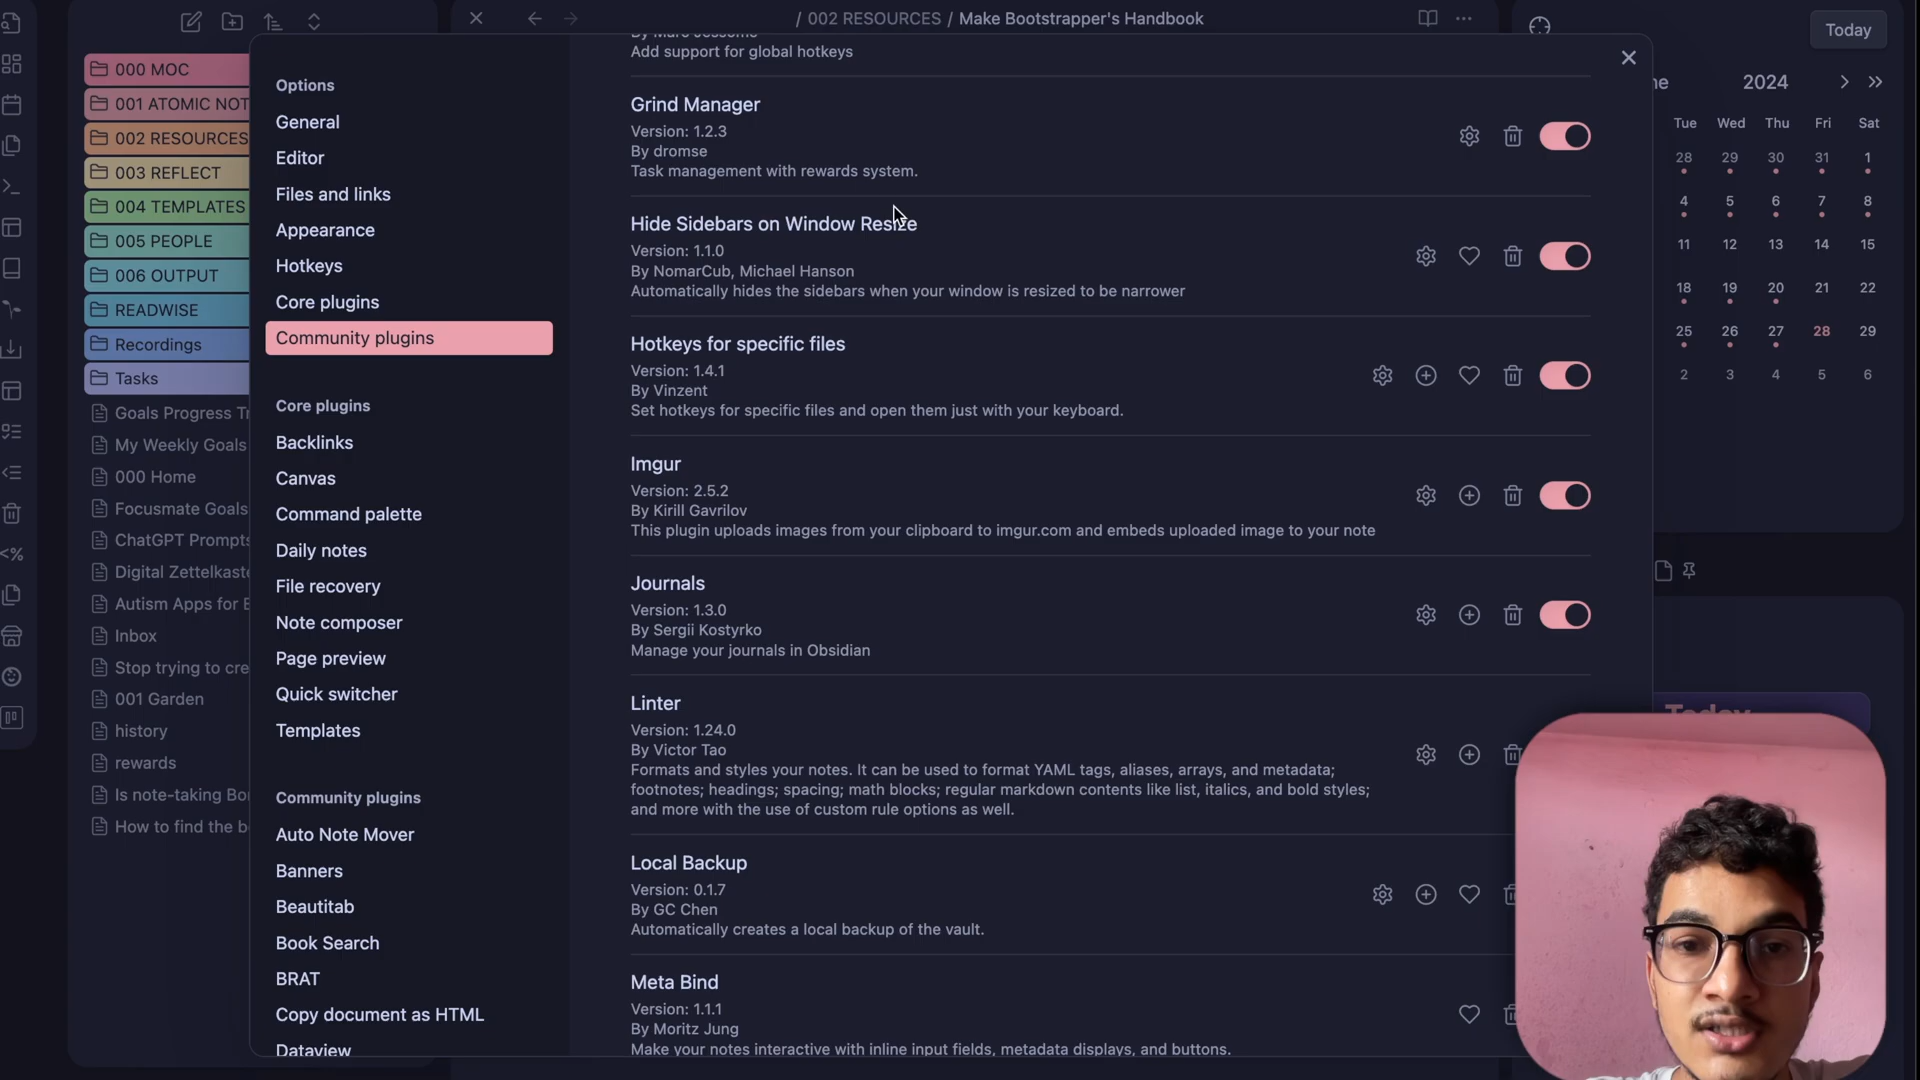 / 002 RESOURCES / Make Bootstrapper's Handbook
Today
000 MOC
001 ATOMIC NOT
002 RESOURCES
003 REFLECT
004 TEMPLATES
005 PEOPLE
006 OUTPUT
READWISE
Recordings
Tasks
Goals Progress Tr
My Weekly Goals
000 Home
Focusmate Goals
ChatGPT Prompts
Digital Zettelkaste
Autism Apps for
Inbox
Stop trying to cre
001 Garden
history
rewards
Is note-taking Bo
How to find the b
Options
General
Editor
Files and links
Appearance
Hotkeys
Core plugins
Community plugins
Core plugins
Backlinks
Canvas
Command palette
Daily notes
File recovery
Note composer
Page preview
Quick switcher
Templates
Community plugins
Auto Note Mover
Banners
Beautitab
Book Search
BRAT
Copy document as HTML
Dataview
Add support for global hotkeys
Grind Manager
Version: 1.2.3
By dromse
Task management with rewards system.
Hide Sidebars on Window Resize
Version: 1.1.0
By NomarCub, Michael Hanson
Automatically hides the sidebars when your window is resized to be narrower
Hotkeys for specific files
Version: 1.4.1
By Vinzent
Set hotkeys for specific files and open them just with your keyboard.
Imgur
Version: 2.5.2
By Kirill Gavrilov
This plugin uploads images from your clipboard to imgur.com and embeds uploaded image to your note
Journals
Version: 1.3.0
By Sergii Kostyrko
Manage your journals in Obsidian
Linter
Version: 1.24.0
By Victor Tao
Formats and styles your notes. It can be used to format YAML tags, aliases, arrays, and metadata;
footnotes; headings; spacing; math blocks; regular markdown contents like list, italics, and bold styles;
and more with the use of custom rule options as well.
Local Backup
Version: 0.1.7
By GC Chen
Automatically creates a local backup of the vault.
Meta Bind
Version: 1.1.1
By Moritz Jung
Make your notes interactive with inline input fields, metadata displays, and buttons.
ne 2024
Tue Wed Thu Fri Sat
28 29 30 31 1
4 5 6 7 8
11 12 13 14 15
18 19 20 21 22
25 26 27 28 29
2 3 4 5 6
Today